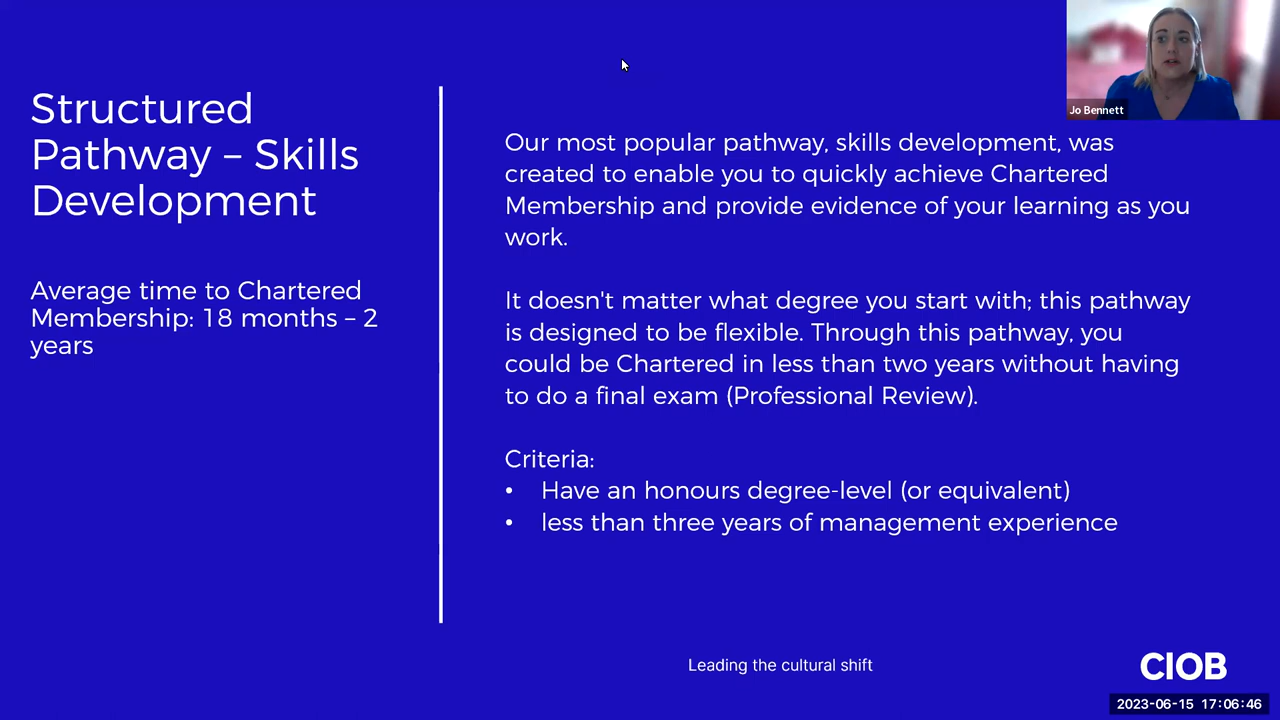 Structured
Pathway – Skills
Development
Average time to Chartered
Membership: 18 months – 2
years
Jo Bennett
Our most popular pathway, skills development, was
created to enable you to quickly achieve Chartered
Membership and provide evidence of your learning as you
work.
It doesn't matter what degree you start with; this pathway
is designed to be flexible. Through this pathway, you
could be Chartered in less than two years without having
to do a final exam (Professional Review).
Criteria:
• Have an honours degree-level (or equivalent)
• less than three years of management experience
Leading the cultural shift
CIOB
2023-06-15 17:06:46